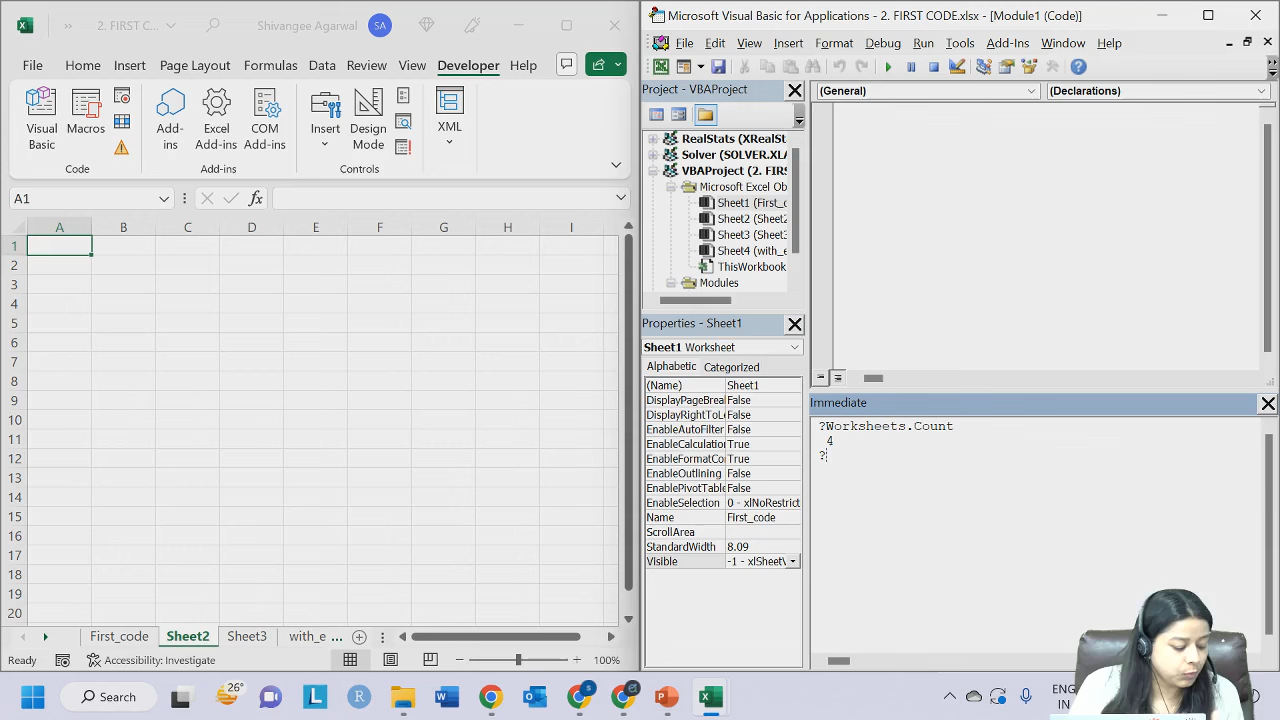 2. FIRST C...
Shivangee Agarwal
SA
File Home Insert Page Layout Formulas Data Review View Developer Help
Visual Basic
Macros
Code
Add-ins
Excel Add-ins
COM Add-ins
Add-ins
Insert
Design Mode
Controls
XML
A1
fx
A B C D E F G H I
1
2
3
4
5
6
7
8
9
10
11
12
13
14
15
16
17
18
19
20
First_code Sheet2 Sheet3 with_e ...
Ready Accessibility: Investigate 100%
Microsoft Visual Basic for Applications - 2. FIRST CODE.xlsx - [Module1 (Code)]
File Edit View Insert Format Debug Run Tools Add-Ins Window Help
Project - VBAProject
RealStats (XRealSt
Solver (SOLVER.XLA
VBAProject (2. FIRS
Microsoft Excel Ob
Sheet1 (First_c
Sheet2 (Sheet2
Sheet3 (Sheet3
Sheet4 (with_e
ThisWorkbook
Modules
Properties - Sheet1
Sheet1 Worksheet
Alphabetic Categorized
(Name) Sheet1
DisplayPageBrea False
DisplayRightToLe False
EnableAutoFilter False
EnableCalculation True
EnableFormatCon True
EnableOutlining False
EnablePivotTable False
EnableSelection 0 - xlNoRestrict
Name First_code
ScrollArea
StandardWidth 8.09
Visible -1 - xlSheetV
(General) (Declarations)
Immediate
?Worksheets.Count
4
?
Search
26°
ENG